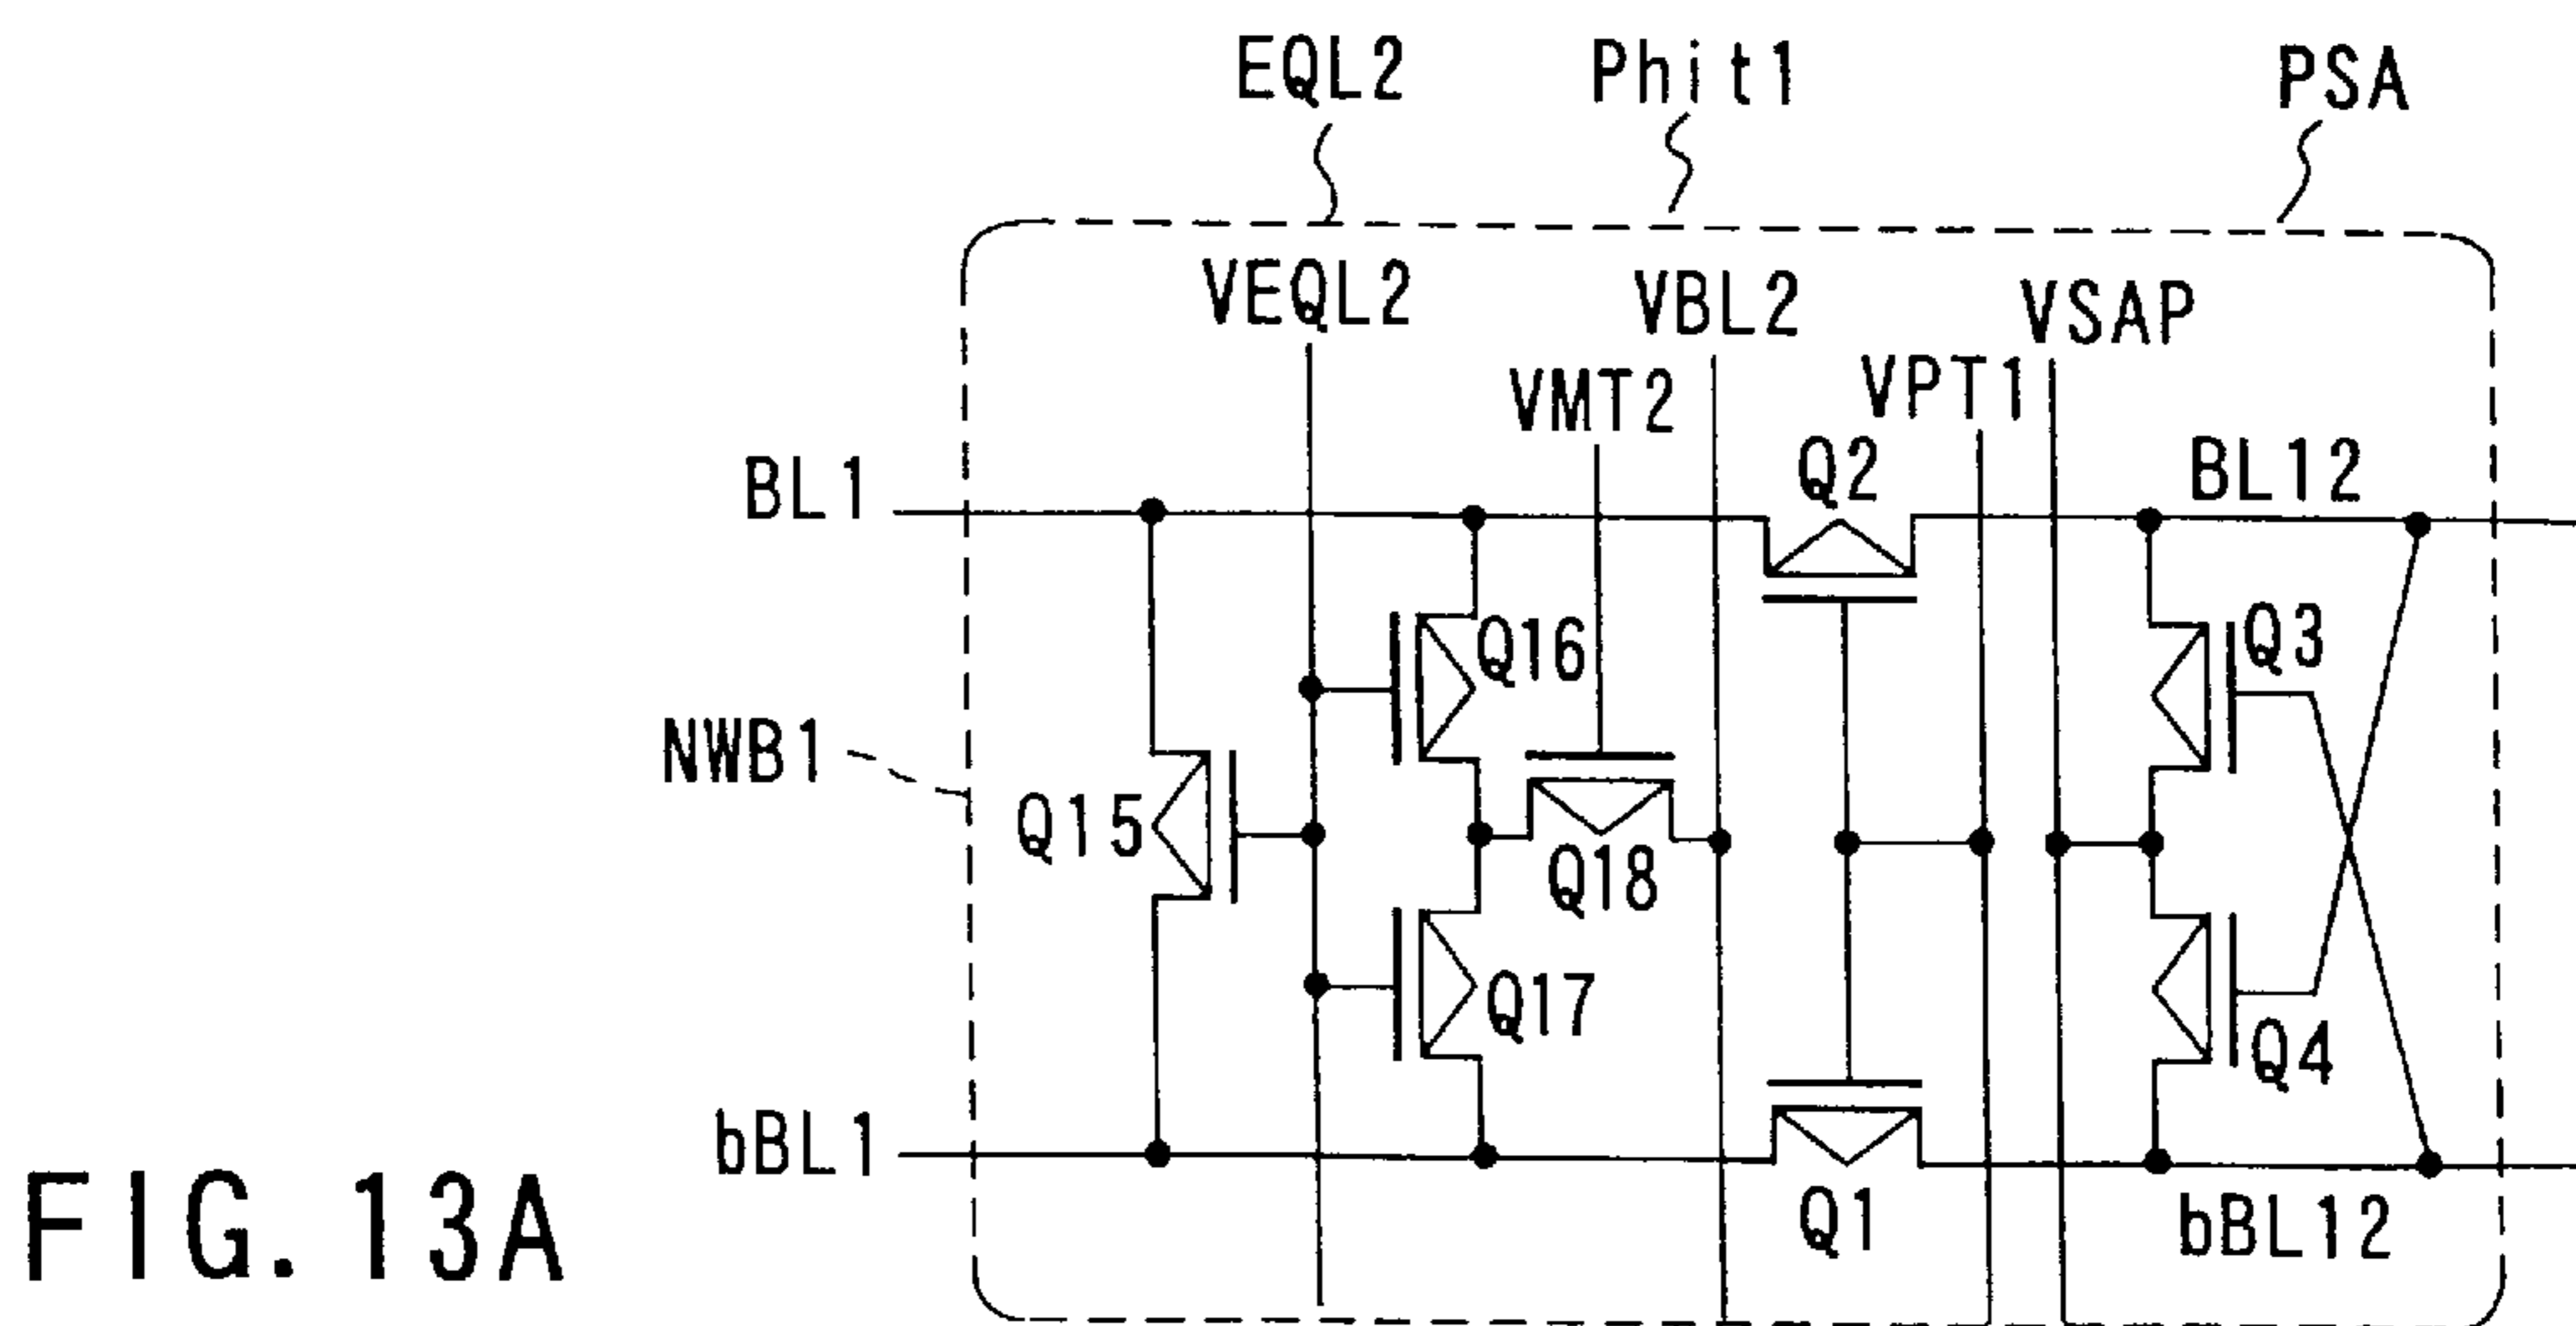 EQL2
Phit1
PSA
VEQL2
VBL2
VSAP
VMT2
VPT1
BL1
Q2
BL12
Q16
Q3
NWB1
Q15
Q18
Q17
Q4
bBL1
Q1
bBL12
FIG. 13A